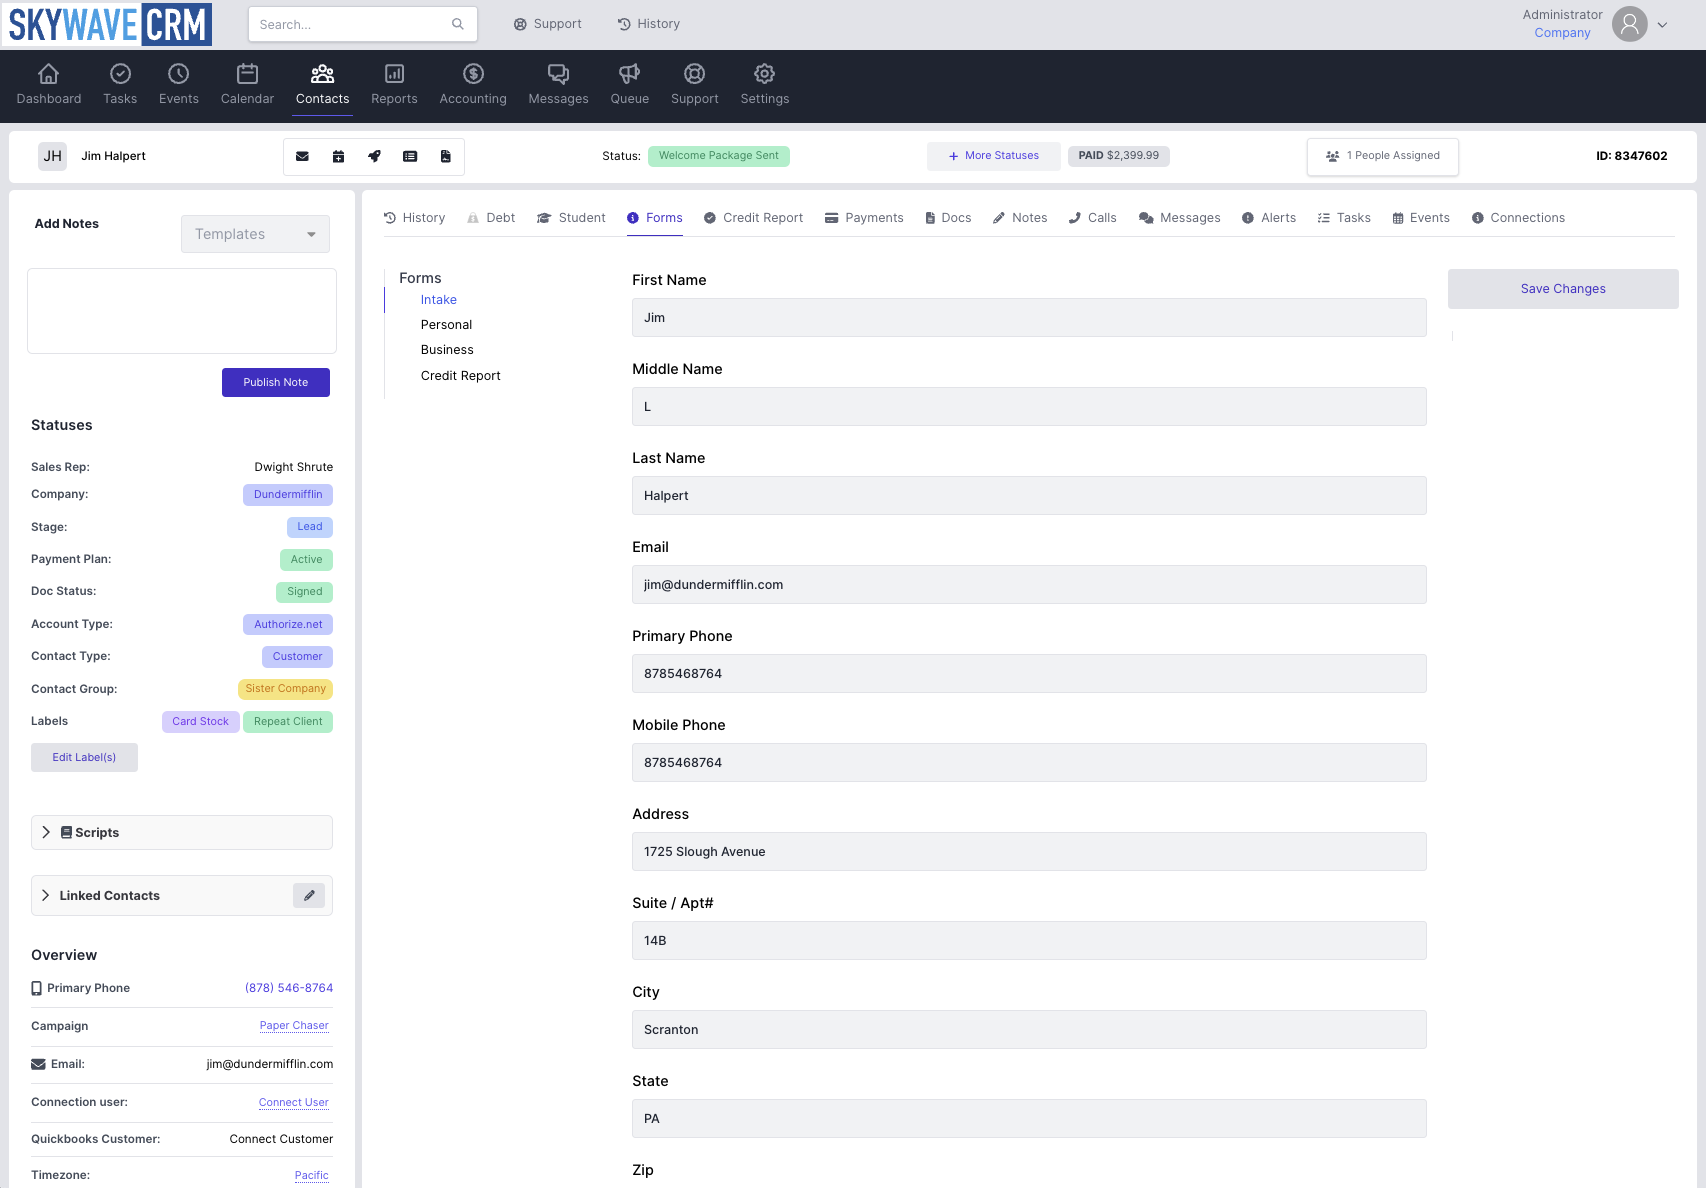 SKYWAVE CRM
Search...
Support
History
Administrator
Company
Dashboard
Tasks
Events
Calendar
Contacts
Reports
Accounting
Messages
Queue
Support
Settings
JH
Jim Halpert
Status:
Welcome Package Sent
+ More Statuses
PAID $2,399.99
1 People Assigned
ID: 8347602
Add Notes
Templates
Publish Note
Statuses
Sales Rep: Dwight Shrute
Company: Dundermifflin
Stage: Lead
Payment Plan: Active
Doc Status: Signed
Account Type: Authorize.net
Contact Type: Customer
Contact Group: Sister Company
Labels Card Stock Repeat Client
Edit Label(s)
Scripts
Linked Contacts
Overview
Primary Phone (878) 546-8764
Campaign Paper Chaser
Email: jim@dundermifflin.com
Connection user: Connect User
Quickbooks Customer: Connect Customer
Timezone: Pacific
History
Debt
Student
Forms
Credit Report
Payments
Docs
Notes
Calls
Messages
Alerts
Tasks
Events
Connections
Forms
Intake
Personal
Business
Credit Report
First Name
Jim
Middle Name
L
Last Name
Halpert
Email
jim@dundermifflin.com
Primary Phone
8785468764
Mobile Phone
8785468764
Address
1725 Slough Avenue
Suite / Apt#
14B
City
Scranton
State
PA
Zip
Save Changes